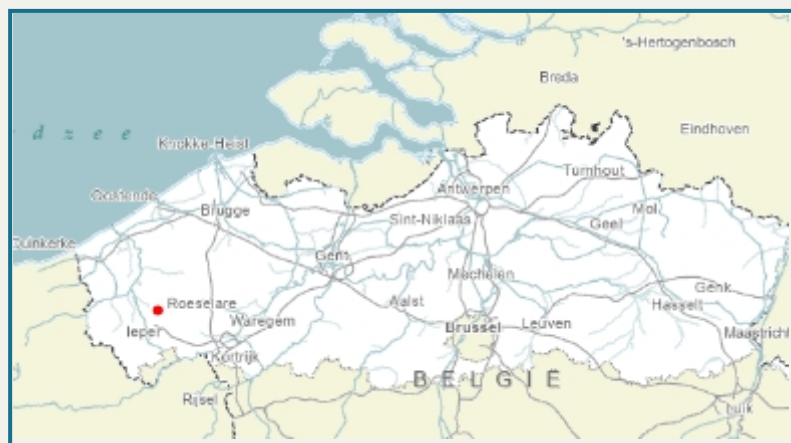 's-Hertogenbosch
Breda
d z e e
Eindhoven
Knokke-Heist
Turnhout
Oostende
Antwerpen
Brugge
Mol
Sint-Niklaas
Geel
Duinkerke
Gent
Mechelen
Genk
Roeselare
Aalst
Hasselt
Ieper
Waregem
Brussel
Leuven
Maastricht
Kortrijk
BELGIË
Rijsel
Luik